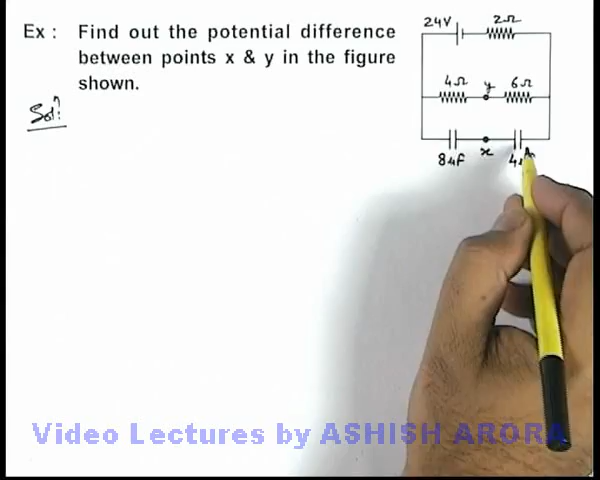 Ex : Find out the potential difference
between points x & y in the figure
shown.
Sol?
24V 2Ω
4Ω y 6Ω
8µF x 4
Video Lectures by ASHISH ARORA